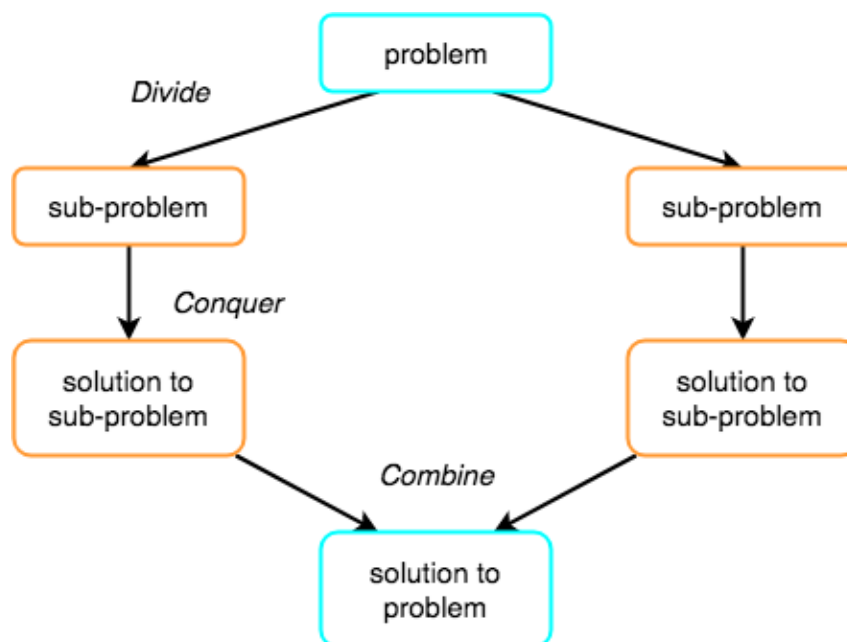 problem
Divide
sub-problem
sub-problem
Conquer
solution to
sub-problem
solution to
sub-problem
Combine
solution to
problem